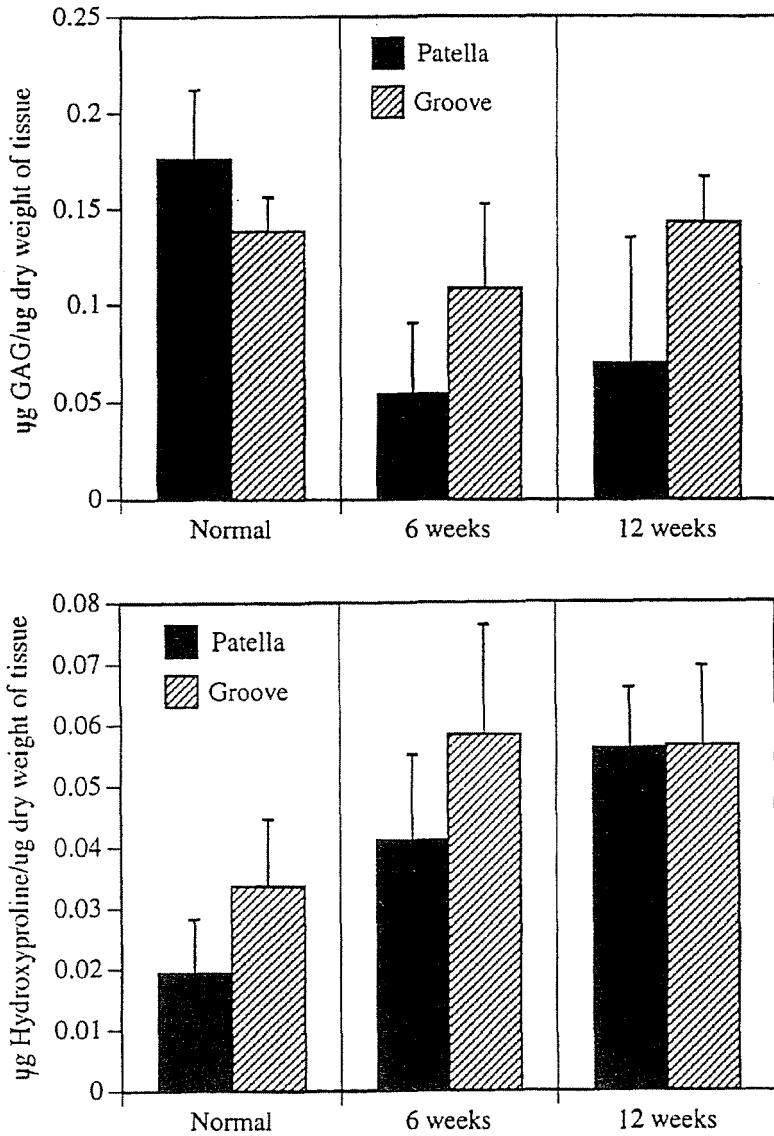 0.25
0.2
0.15
0.1
0.05
0
ųg GAG/ug dry weight of tissue
Patella
Groove
Normal
6 weeks
12 weeks
0.08
0.07
0.06
0.05
0.04
0.03
0.02
0.01
0
ųg Hydroxyproline/ug dry weight of tissue
Patella
Groove
Normal
6 weeks
12 weeks